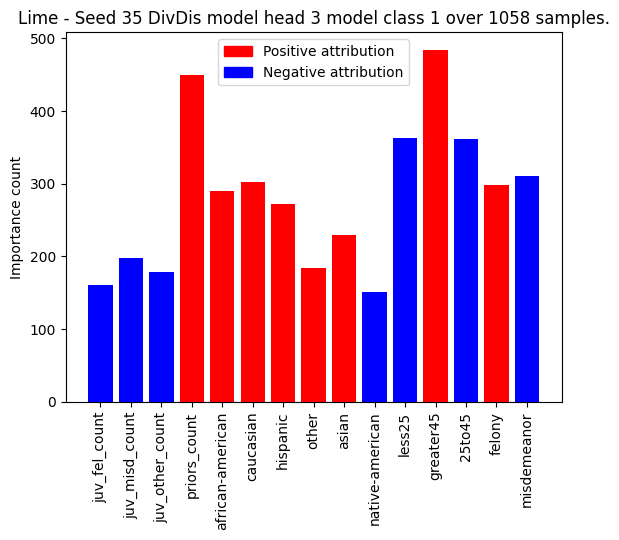 Lime - Seed 35 DivDis model head 3 model class 1 over 1058 samples.
Positive attribution
Negative attribution
Importance count
500
400
300
200
100
0
juv_fel_count
juv_misd_count
juv_other_count
priors_count
african-american
caucasian
hispanic
other
asian
native-american
less25
greater45
25to45
felony
misdemeanor